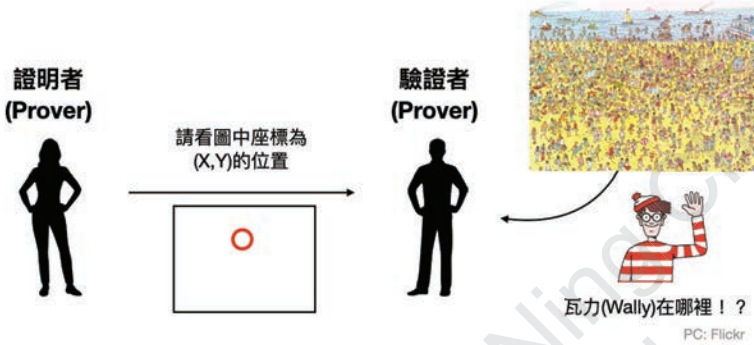 證明者
(Prover)
請看圖中座標為
(X,Y)的位置
驗證者
(Prover)
瓦力(Wally)在哪裡！？
PC: Flickr